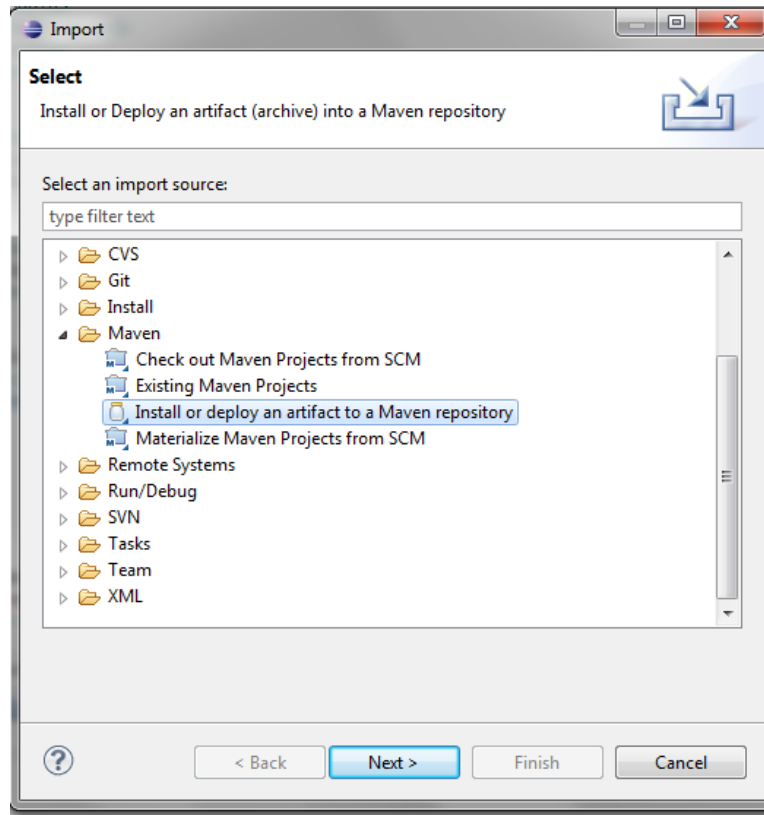 Import
Select
Install or Deploy an artifact (archive) into a Maven repository
Select an import source:
type filter text
CVS
Git
Install
Maven
Check out Maven Projects from SCM
Existing Maven Projects
Install or deploy an artifact to a Maven repository
Materialize Maven Projects from SCM
Remote Systems
Run/Debug
SVN
Tasks
Team
XML
? < Back Next > Finish Cancel